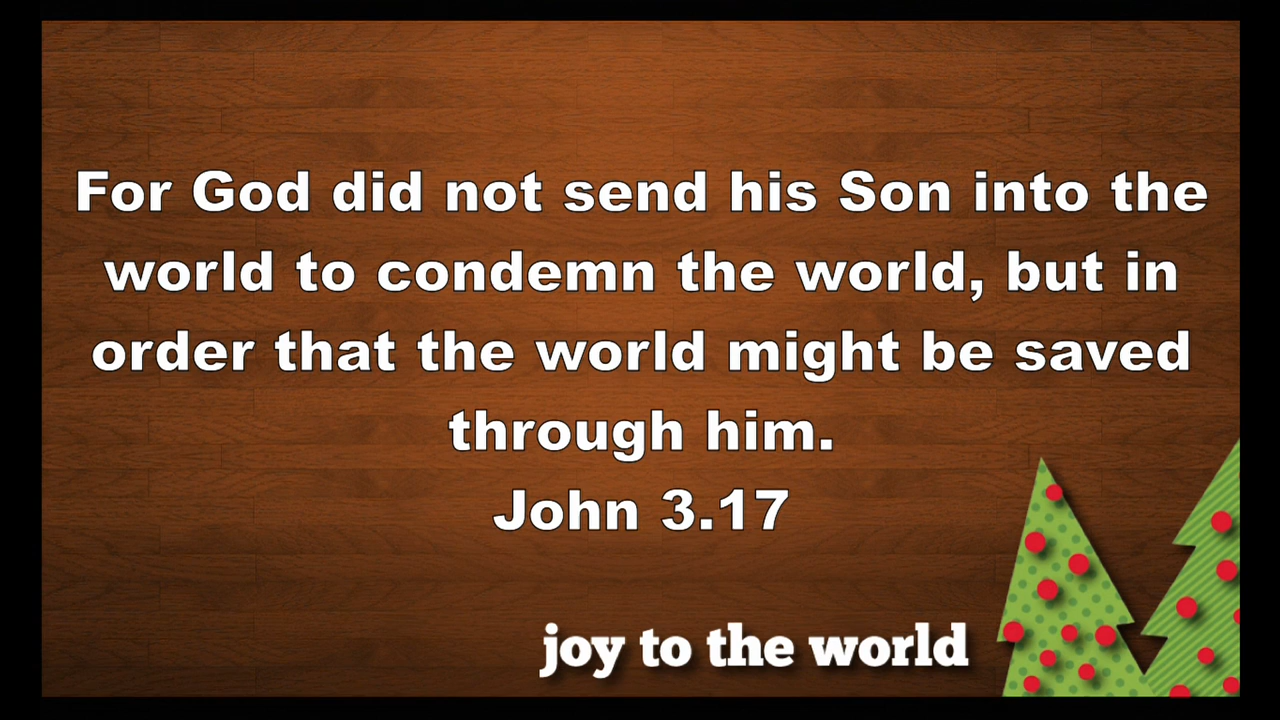 For God did not send his Son into the
world to condemn the world, but in
order that the world might be saved
through him.
John 3.17
joy to the world